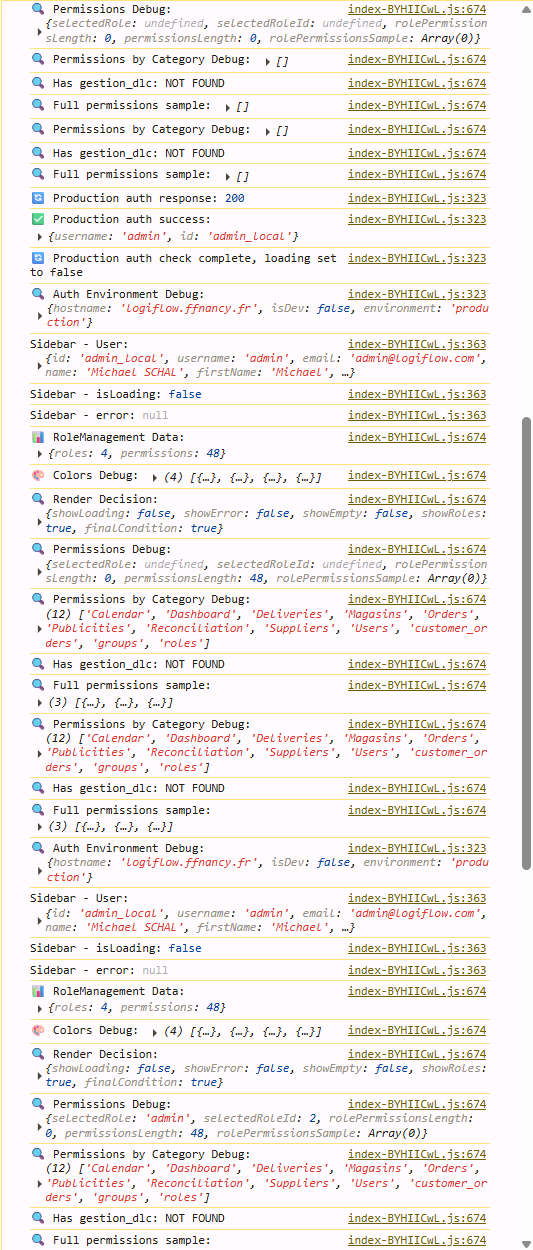 🔍 Permissions Debug: index-BYHIICwL.js:674
{selectedRole: undefined, selectedRoleId: undefined, rolePermissio
nsLength: 0, permissionsLength: 0, rolePermissionsSample: Array(0)}
🔍 Permissions by Category Debug: ▸ [] index-BYHIICwL.js:674
🔍 Has gestion_dlc: NOT FOUND index-BYHIICwL.js:674
🔍 Full permissions sample: ▸ [] index-BYHIICwL.js:674
🔍 Permissions by Category Debug: ▸ [] index-BYHIICwL.js:674
🔍 Has gestion_dlc: NOT FOUND index-BYHIICwL.js:674
🔍 Full permissions sample: ▸ [] index-BYHIICwL.js:674
🔄 Production auth response: 200 index-BYHIICwL.js:323
✅ Production auth success: index-BYHIICwL.js:323
▸ {username: 'admin', id: 'admin_local'}
🔄 Production auth check complete, loading set index-BYHIICwL.js:323
to false
🔍 Auth Environment Debug: index-BYHIICwL.js:323
{hostname: 'logiflow.ffnancy.fr', isDev: false, environment: 'produ
ction'}
Sidebar - User: index-BYHIICwL.js:363
{id: 'admin_local', username: 'admin', email: 'admin@logiflow.com',
name: 'Michael SCHAL', firstName: 'Michael', …}
Sidebar - isLoading: false index-BYHIICwL.js:363
Sidebar - error: null index-BYHIICwL.js:363
📊 RoleManagement Data: index-BYHIICwL.js:674
▸ {roles: 4, permissions: 48}
🎨 Colors Debug: ▸ (4) [{…}, {…}, {…}, {…}] index-BYHIICwL.js:674
🔍 Render Decision: index-BYHIICwL.js:674
{showLoading: false, showError: false, showEmpty: false, showRoles:
true, finalCondition: true}
🔍 Permissions Debug: index-BYHIICwL.js:674
{selectedRole: undefined, selectedRoleId: undefined, rolePermissio
nsLength: 0, permissionsLength: 48, rolePermissionsSample: Array(0)}
🔍 Permissions by Category Debug: index-BYHIICwL.js:674
(12) ['Calendar', 'Dashboard', 'Deliveries', 'Magasins', 'Orders',
'Publicities', 'Reconciliation', 'Suppliers', 'Users', 'customer_or
ders', 'groups', 'roles']
🔍 Has gestion_dlc: NOT FOUND index-BYHIICwL.js:674
🔍 Full permissions sample: index-BYHIICwL.js:674
▸ (3) [{…}, {…}, {…}]
🔍 Permissions by Category Debug: index-BYHIICwL.js:674
(12) ['Calendar', 'Dashboard', 'Deliveries', 'Magasins', 'Orders',
'Publicities', 'Reconciliation', 'Suppliers', 'Users', 'customer_or
ders', 'groups', 'roles']
🔍 Has gestion_dlc: NOT FOUND index-BYHIICwL.js:674
🔍 Full permissions sample: index-BYHIICwL.js:674
▸ (3) [{…}, {…}, {…}]
🔍 Auth Environment Debug: index-BYHIICwL.js:323
{hostname: 'logiflow.ffnancy.fr', isDev: false, environment: 'produ
ction'}
Sidebar - User: index-BYHIICwL.js:363
{id: 'admin_local', username: 'admin', email: 'admin@logiflow.com',
name: 'Michael SCHAL', firstName: 'Michael', …}
Sidebar - isLoading: false index-BYHIICwL.js:363
Sidebar - error: null index-BYHIICwL.js:363
📊 RoleManagement Data: index-BYHIICwL.js:674
▸ {roles: 4, permissions: 48}
🎨 Colors Debug: ▸ (4) [{…}, {…}, {…}, {…}] index-BYHIICwL.js:674
🔍 Render Decision: index-BYHIICwL.js:674
{showLoading: false, showError: false, showEmpty: false, showRoles:
true, finalCondition: true}
🔍 Permissions Debug: index-BYHIICwL.js:674
{selectedRole: 'admin', selectedRoleId: 2, rolePermissionsLength:
0, permissionsLength: 48, rolePermissionsSample: Array(0)}
🔍 Permissions by Category Debug: index-BYHIICwL.js:674
(12) ['Calendar', 'Dashboard', 'Deliveries', 'Magasins', 'Orders',
'Publicities', 'Reconciliation', 'Suppliers', 'Users', 'customer_or
ders', 'groups', 'roles']
🔍 Has gestion_dlc: NOT FOUND index-BYHIICwL.js:674
🔍 Full permissions sample: index-BYHIICwL.js:674